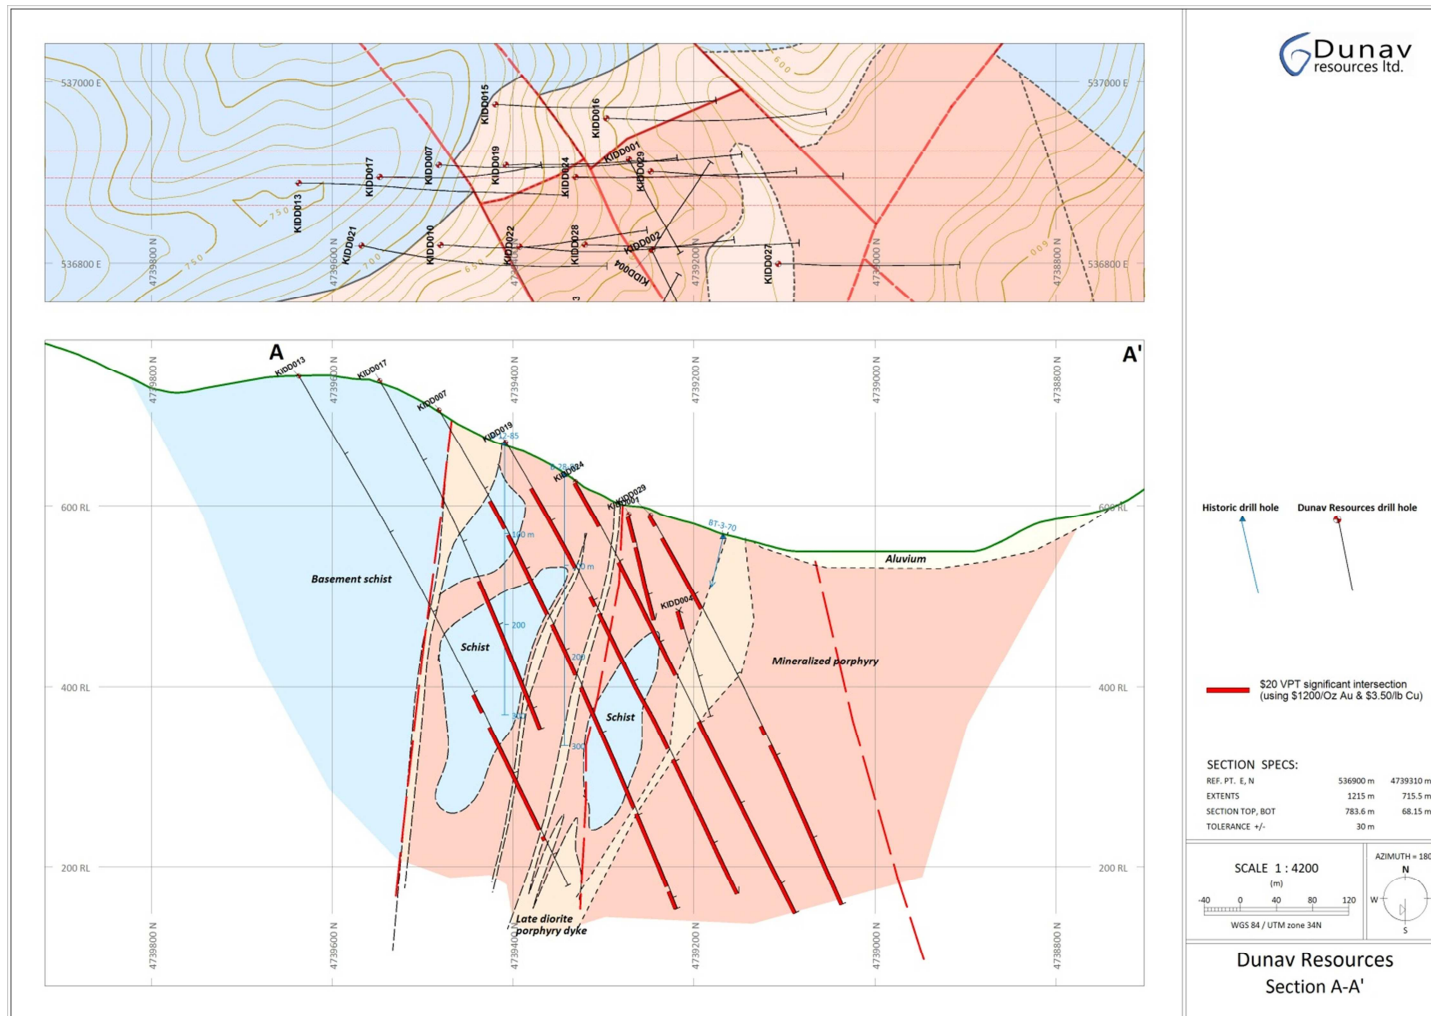 Dunav
resources ltd.
537000 E
537000 E
600
KIDD015
KIDD016
KIDD017
KIDD007
KIDD019
KIDD024
KIDD001
KIDD029
KIDD013
750
KIDD021
KIDD010
KIDD022
KIDD028
KIDD002
KIDD004
KIDD027
750
700
650
600
536800 E
536800 E
4739800 N
4739600 N
4739400 N
4739200 N
4739000 N
4738800 N
A
A'
4739800 N
4739600 N
4739400 N
4739200 N
4739000 N
4738800 N
KIDD013
KIDD017
KIDD007
KIDD019
KIDD024
KIDD029
KIDD001
BT-3-70
600 RL
600 RL
100 m
Aluvium
Basement schist
KIDD004
200
Schist
200
Mineralized porphyry
400 RL
400 RL
Schist
300
200 RL
200 RL
Late diorite
porphyry dyke
4739800 N
4739600 N
4739400 N
4739200 N
4739000 N
4738800 N
Historic drill hole
Dunav Resources drill hole
$20 VPT significant intersection
(using $1200/Oz Au & $3.50/lb Cu)
SECTION SPECS:
REF. PT. E, N 536900 m 4739310 m
EXTENTS 1215 m 715.5 m
SECTION TOP, BOT 783.6 m 68.15 m
TOLERANCE +/- 30 m
SCALE 1 : 4200
(m)
-40 0 40 80 120
WGS 84 / UTM zone 34N
AZIMUTH = 180
N
W
S
Dunav Resources
Section A-A'